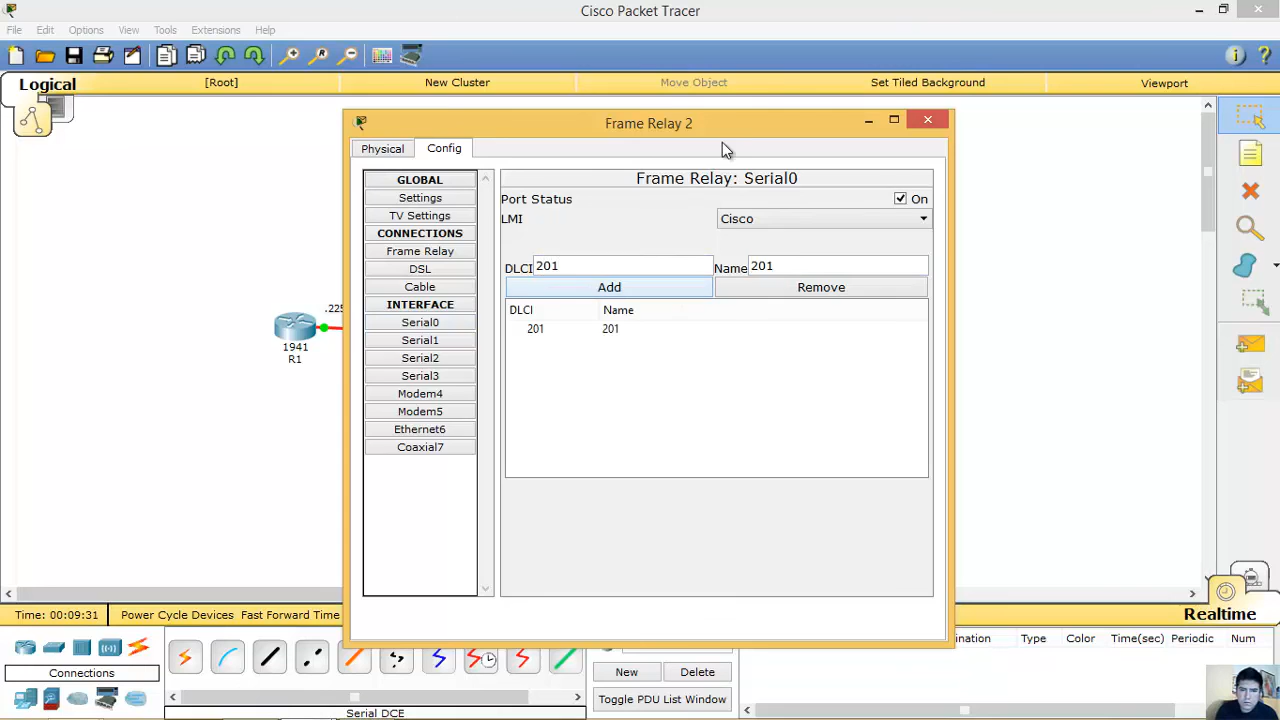 Cisco Packet Tracer
File Edit Options View Tools Extensions Help
Logical [Root] New Cluster Move Object Set Tiled Background Viewport
Frame Relay 2
Physical Config
GLOBAL
Settings
TV Settings
CONNECTIONS
Frame Relay
DSL
Cable
INTERFACE
Serial0
Serial1
Serial2
Serial3
Modem4
Modem5
Ethernet6
Coaxial7
Frame Relay: Serial0
Port Status On
LMI Cisco
DLCI 201 Name 201
Add Remove
DLCI Name
201 201
.225
1941
R1
Time: 00:09:31 Power Cycle Devices Fast Forward Time
Realtime
Connections
Serial DCE
New Delete
Toggle PDU List Window
Type Color Time(sec) Periodic Num